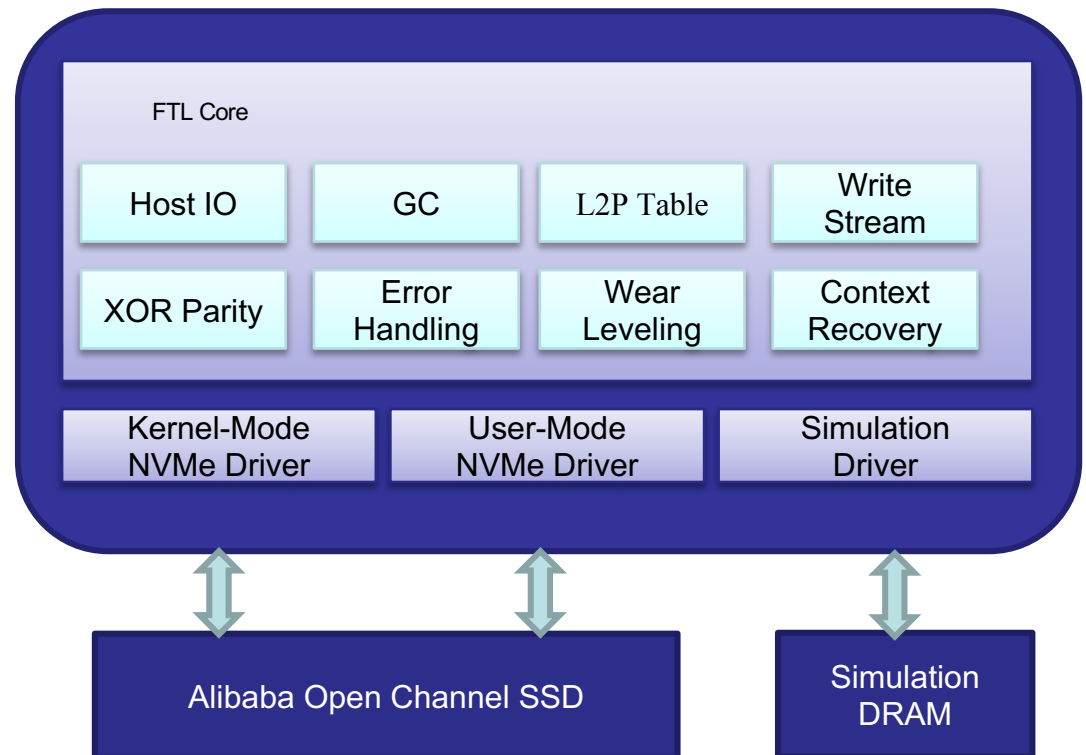 FTL Core
Host IO
GC
L2P Table
Write
Stream
XOR Parity
Error
Handling
Wear
Leveling
Context
Recovery
Kernel-Mode
NVMe Driver
User-Mode
NVMe Driver
Simulation
Driver
Alibaba Open Channel SSD
Simulation
DRAM